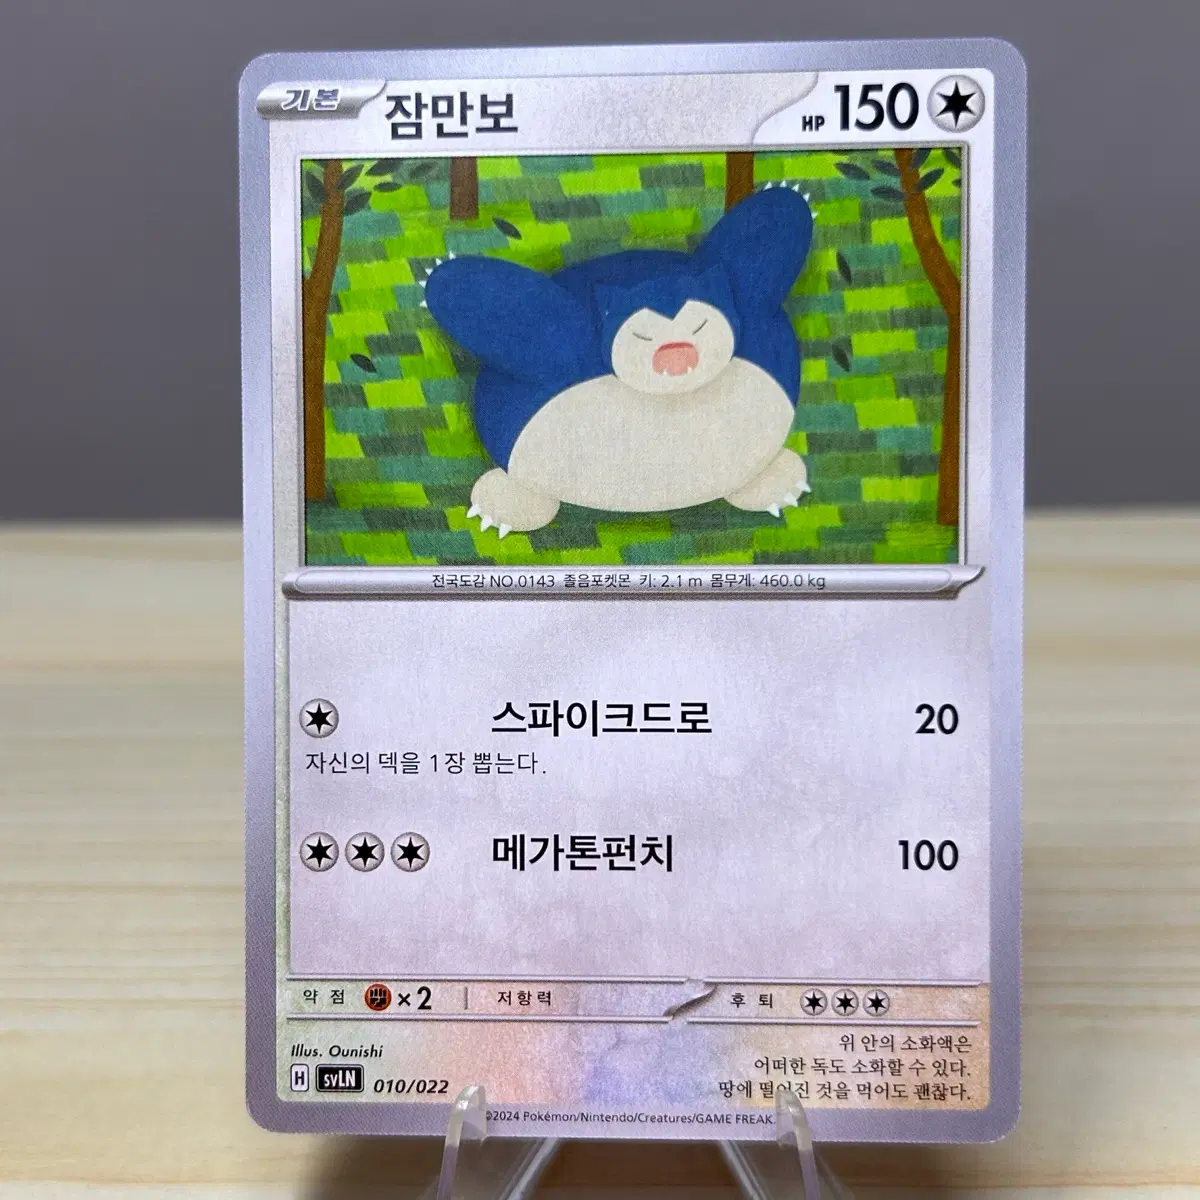 기본 잠만보 HP 150
전국도감 NO.0143 졸음포켓몬 키: 2.1 m 몸무게: 460.0 kg
스파이크드로 20
자신의 덱을 1장 뽑는다.
메가톤펀치 100
약점 ×2 저항력 후퇴
위 안의 소화액은
어떠한 독도 소화할 수 있다.
땅에 떨어진 것을 먹어도 괜찮다.
Illus. Ounishi
H svLN 010/022
©2024 Pokémon/Nintendo/Creatures/GAME FREAK.